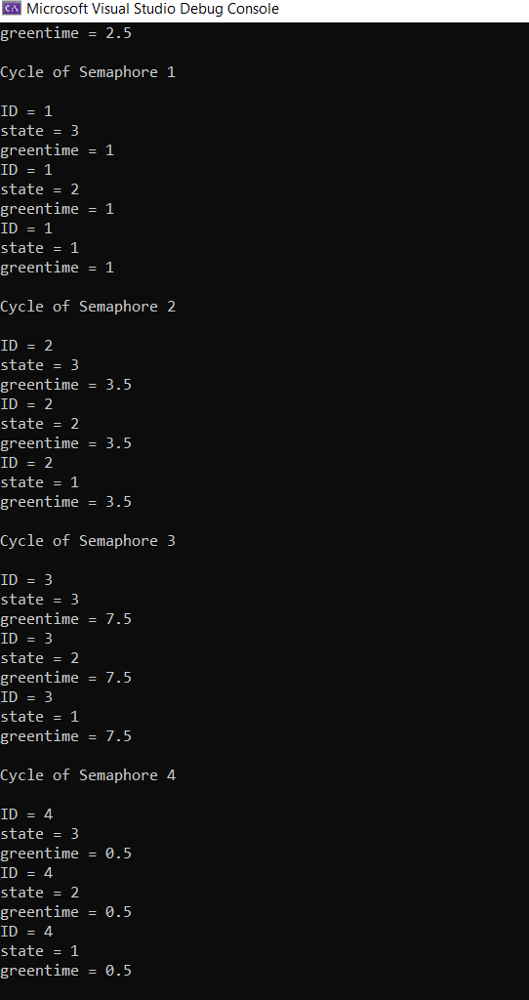 C:\ Microsoft Visual Studio Debug Console
greentime = 2.5
Cycle of Semaphore 1
ID = 1
state = 3
greentime = 1
ID = 1
state = 2
greentime = 1
ID = 1
state = 1
greentime = 1
Cycle of Semaphore 2
ID = 2
state = 3
greentime = 3.5
ID = 2
state = 2
greentime = 3.5
ID = 2
state = 1
greentime = 3.5
Cycle of Semaphore 3
ID = 3
state = 3
greentime = 7.5
ID = 3
state = 2
greentime = 7.5
ID = 3
state = 1
greentime = 7.5
Cycle of Semaphore 4
ID = 4
state = 3
greentime = 0.5
ID = 4
state = 2
greentime = 0.5
ID = 4
state = 1
greentime = 0.5